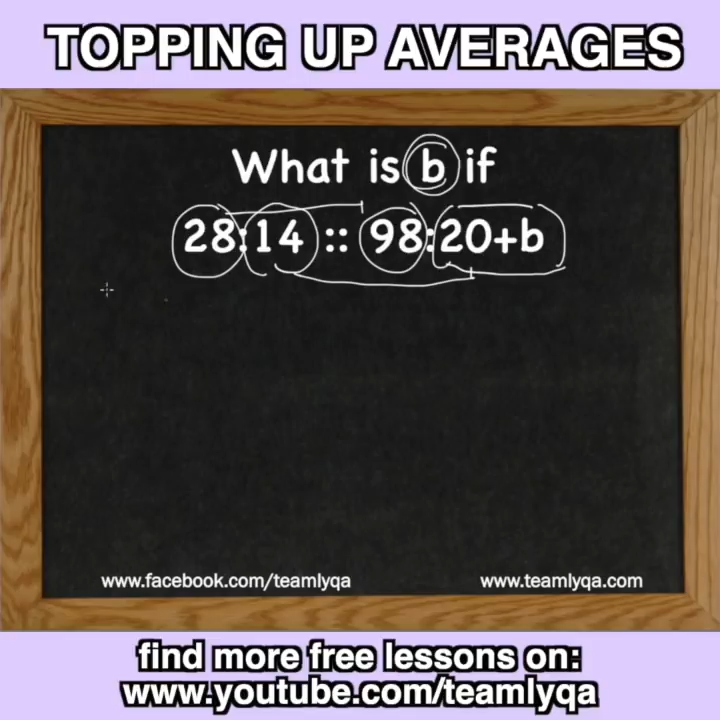 TOPPING UP AVERAGES
What is b if
28:14 :: 98:20+b
www.facebook.com/teamlyqa
www.teamlyqa.com
find more free lessons on:
www.youtube.com/teamlyqa